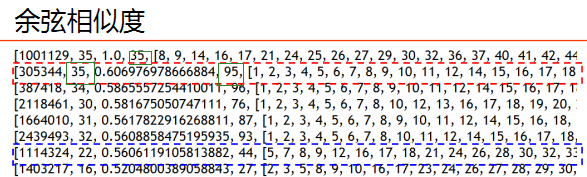 余弦相似度
[1001129, 35, 1.0, 35, [8, 9, 14, 16, 17, 21, 24, 25, 26, 27, 29, 30, 32, 36, 37, 40, 41, 42, 44
[305344, 35, 0.606976978666884, 95, [1, 2, 3, 4, 5, 6, 7, 8, 9, 10, 11, 12, 14, 15, 16, 17, 18
[387418, 34, 0.5865557254410011, 96, [1, 2, 3, 4, 5, 6, 7, 8, 9, 10, 11, 12, 14, 15, 16, 17, 1
[2118461, 30, 0.581675050747111, 76, [1, 2, 3, 4, 5, 6, 7, 8, 10, 12, 13, 16, 17, 18, 19, 20,
[1664010, 31, 0.5617822916268811, 87, [1, 2, 3, 4, 5, 6, 7, 8, 9, 10, 11, 12, 14, 15, 16, 18,
[2439493, 32, 0.5608858475195935, 93, [1, 2, 3, 4, 5, 6, 7, 8, 10, 11, 12, 14, 15, 16, 17, 18,
[1114324, 22, 0.5606119105813882, 44, [5, 7, 8, 9, 12, 16, 17, 18, 21, 24, 26, 28, 30, 32, 33
[1403217, 16, 0.5204800389058843, 27, [2, 3, 5, 8, 9, 10, 16, 17, 23, 24, 26, 27, 28, 29, 30,